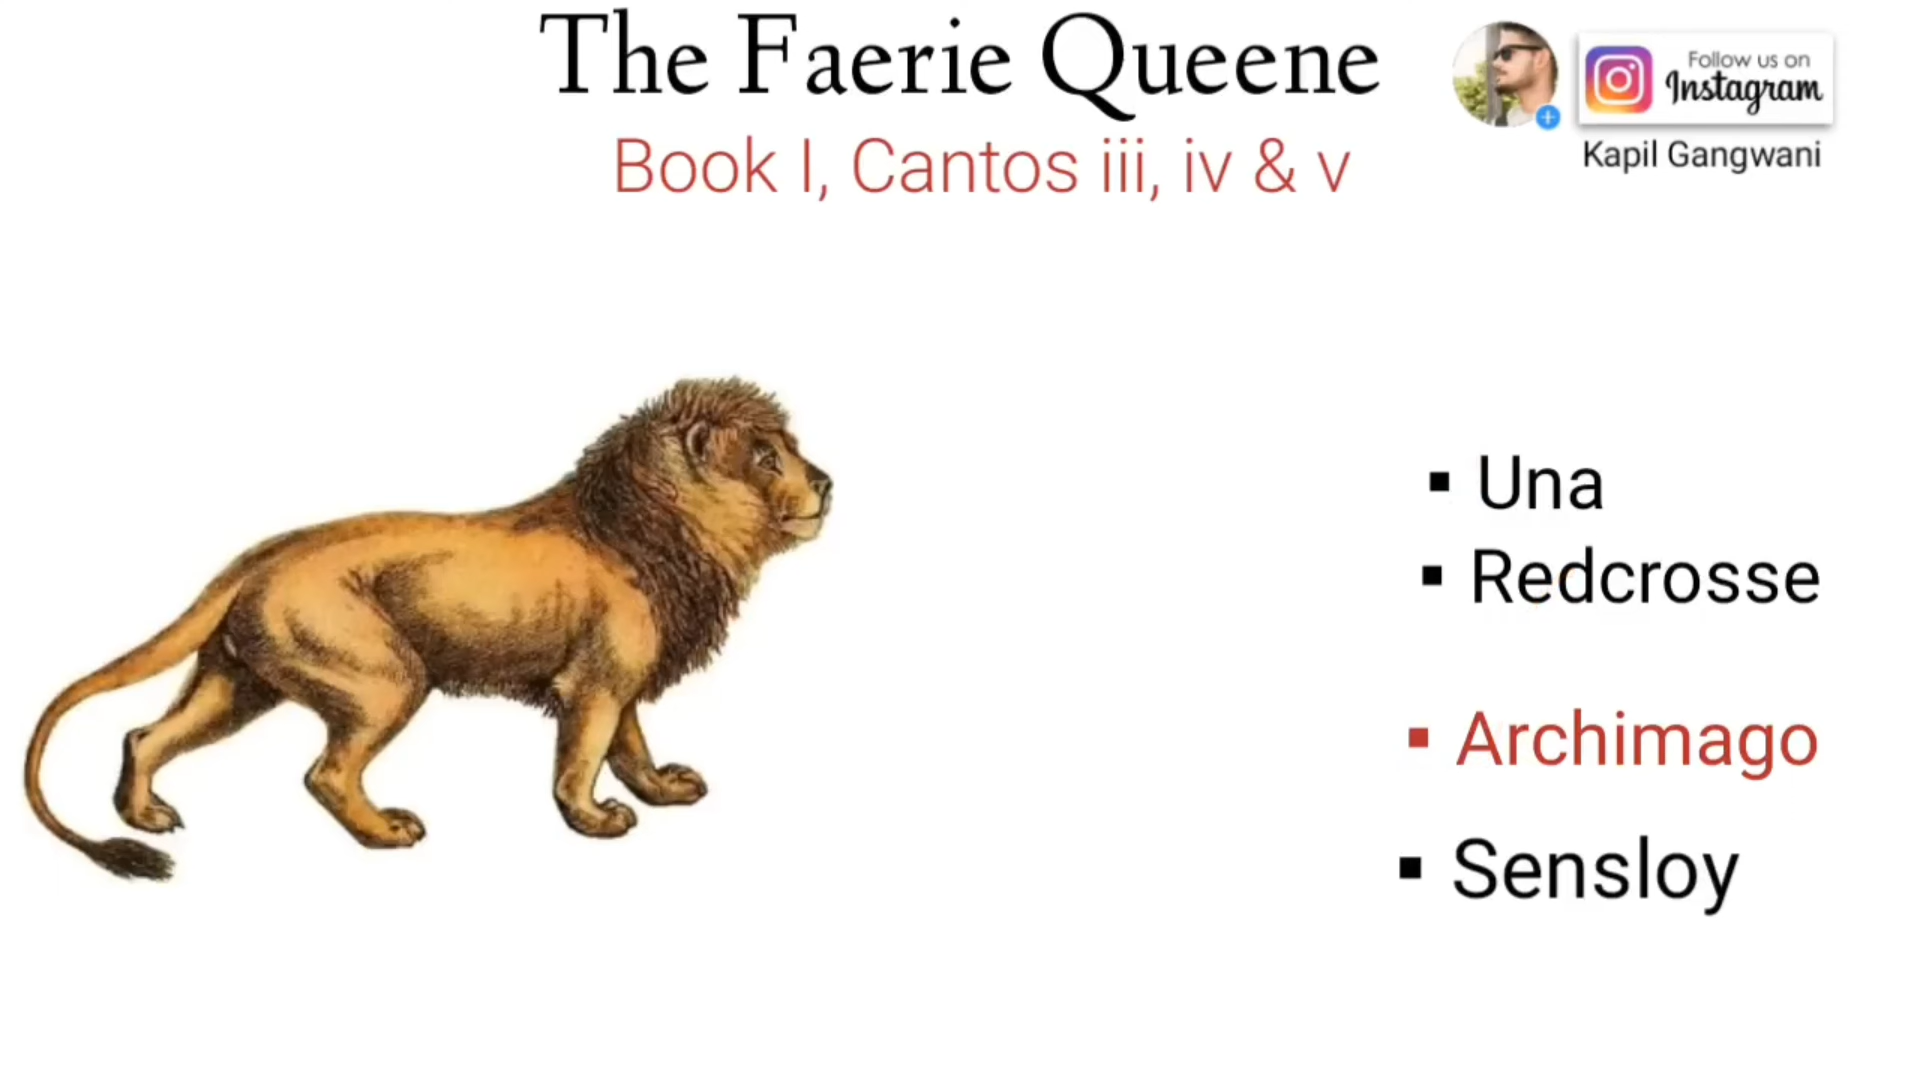 The Faerie Queene
Book I, Cantos iii, iv & v
Follow us on
Instagram
Kapil Gangwani
▪ Una
▪ Redcrosse
▪ Archimago
▪ Sensloy